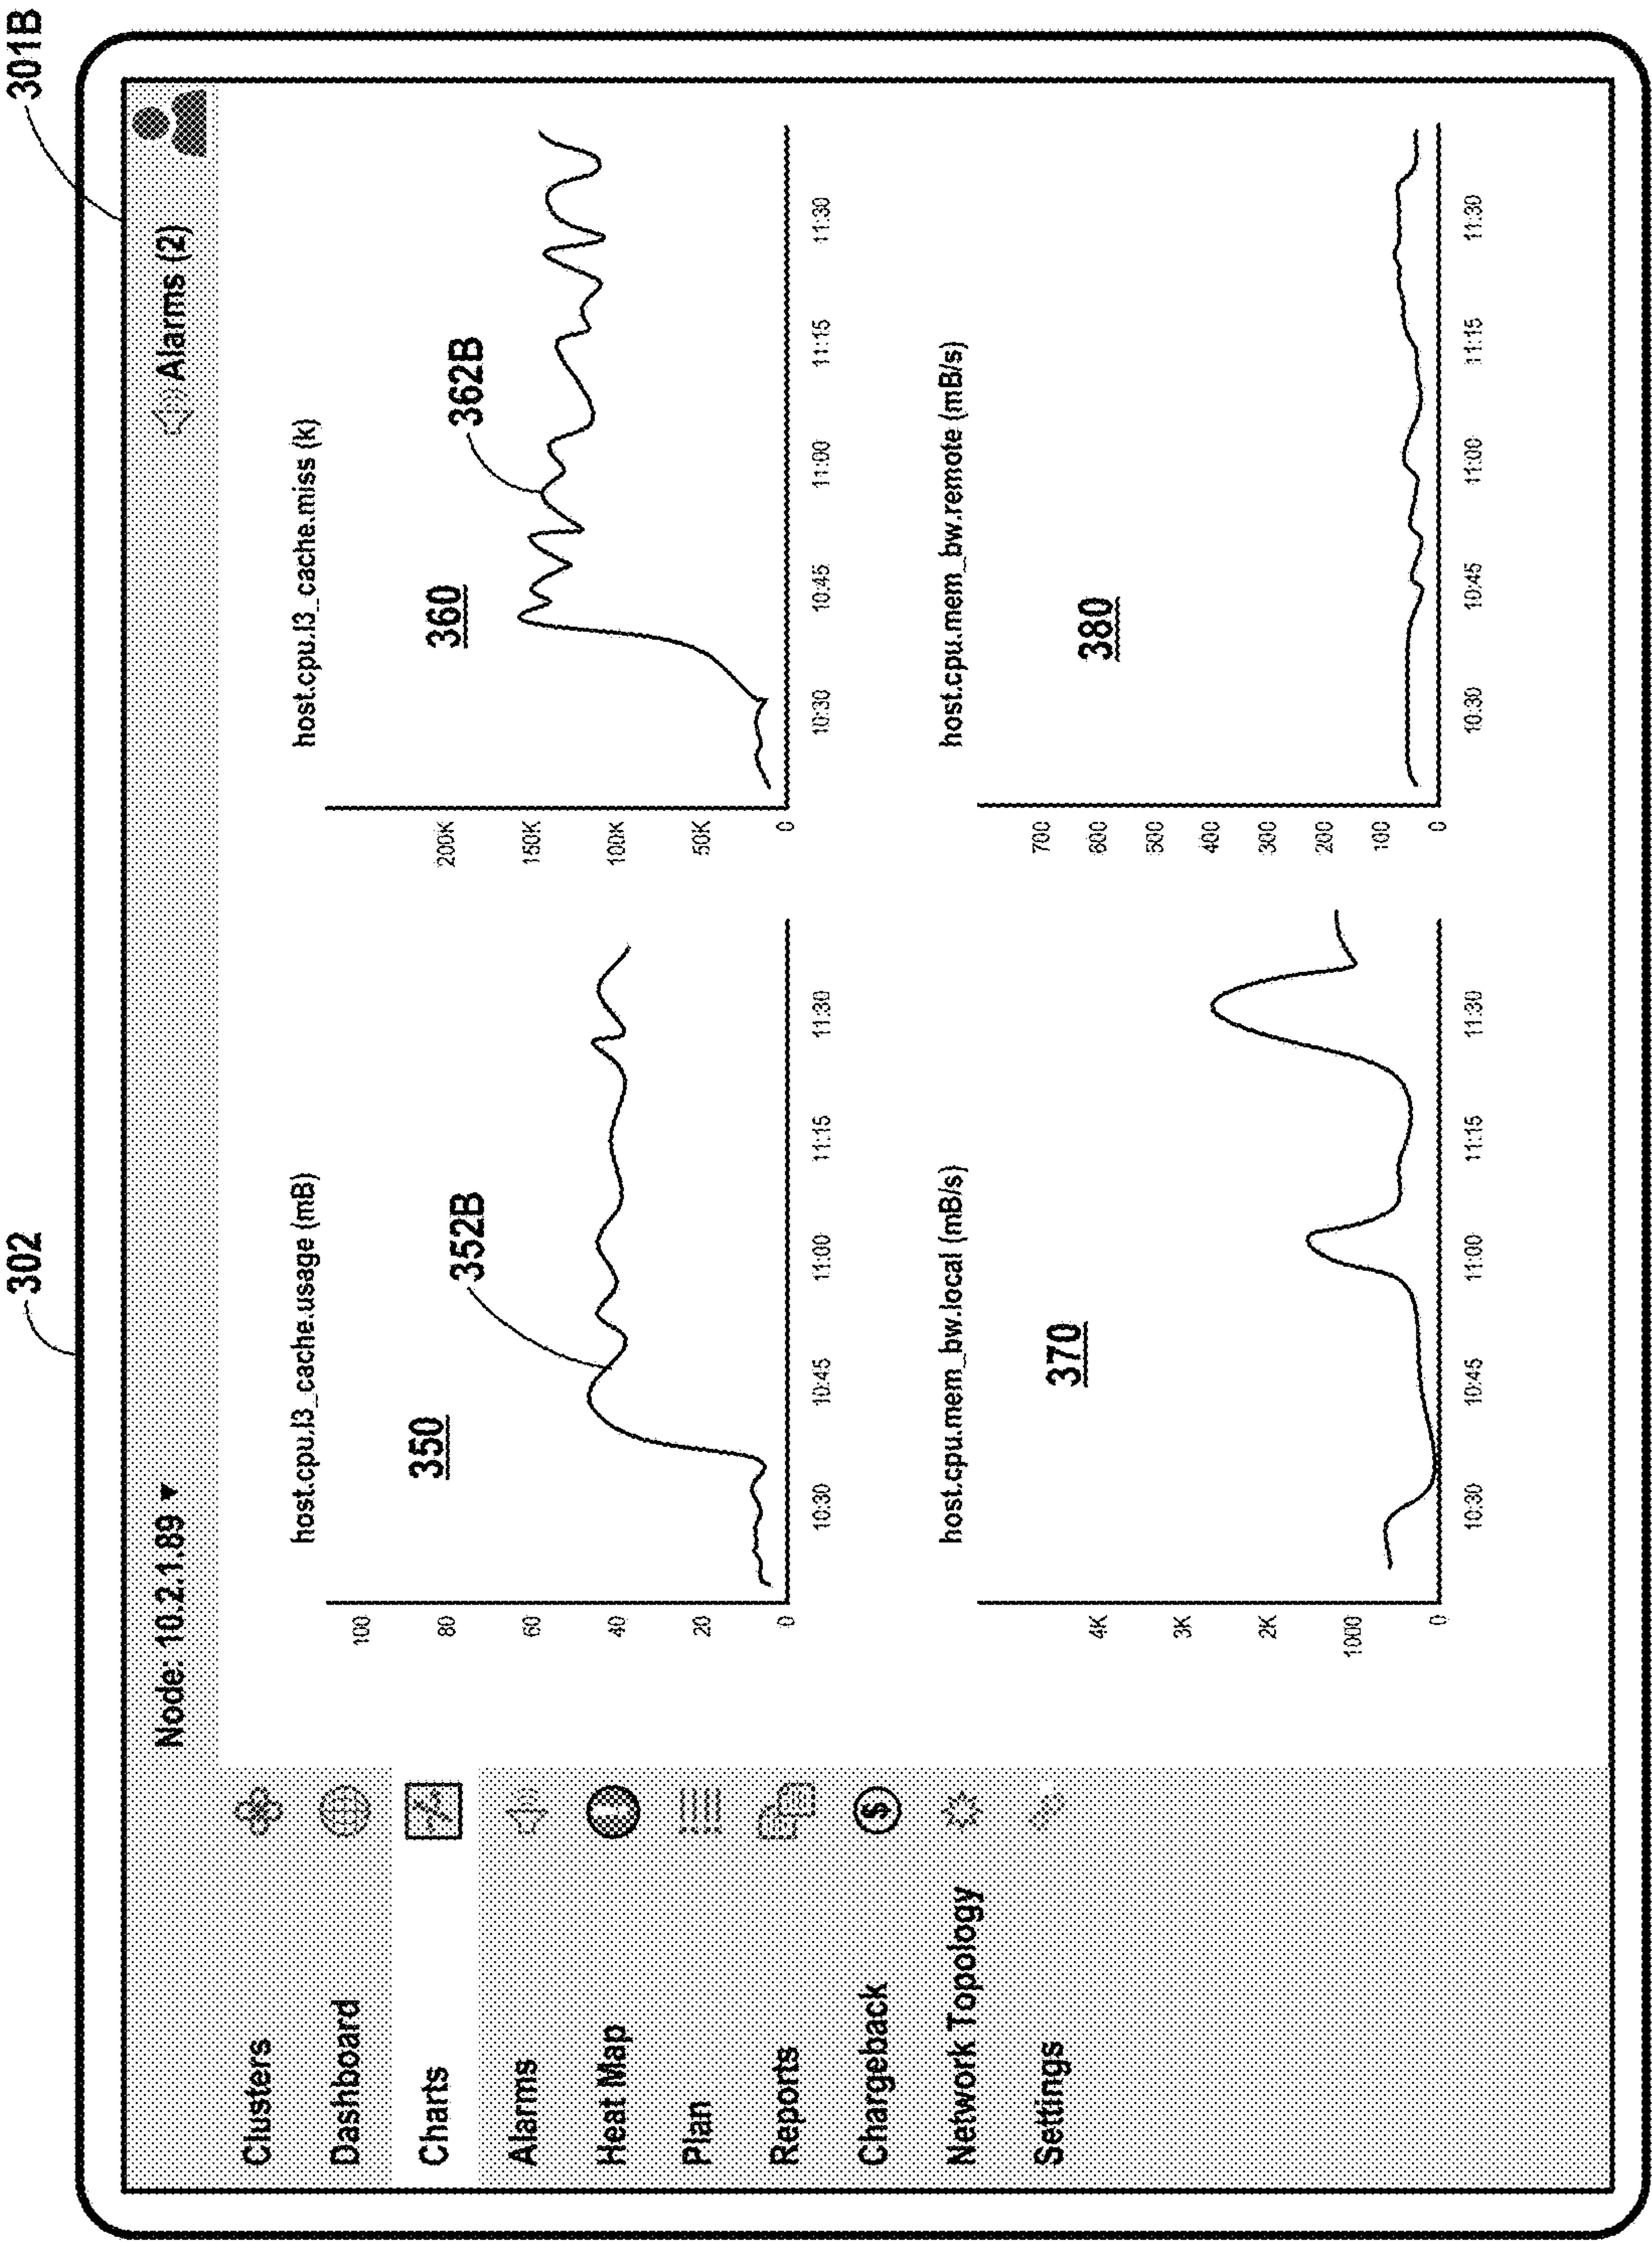 302
301B
Node: 10.2.1.89 ▼
Alarms (2)
Clusters
Dashboard
Charts
Alarms
Heat Map
Plan
Reports
$
Chargeback
Network Topology
Settings
host.cpu.l3_cache.usage (mB)
100
80
60
40
20
0
350
352B
10:30
10:45
11:00
11:15
11:30
host.cpu.l3_cache.miss (k)
200K
150K
100K
50K
0
360
362B
10:30
10:45
11:00
11:15
11:30
host.cpu.mem_bw.local (mB/s)
4K
3K
2K
1000
0
370
10:30
10:45
11:00
11:15
11:30
host.cpu.mem_bw.remote (mB/s)
700
600
500
400
300
200
100
0
380
10:30
10:45
11:00
11:15
11:30